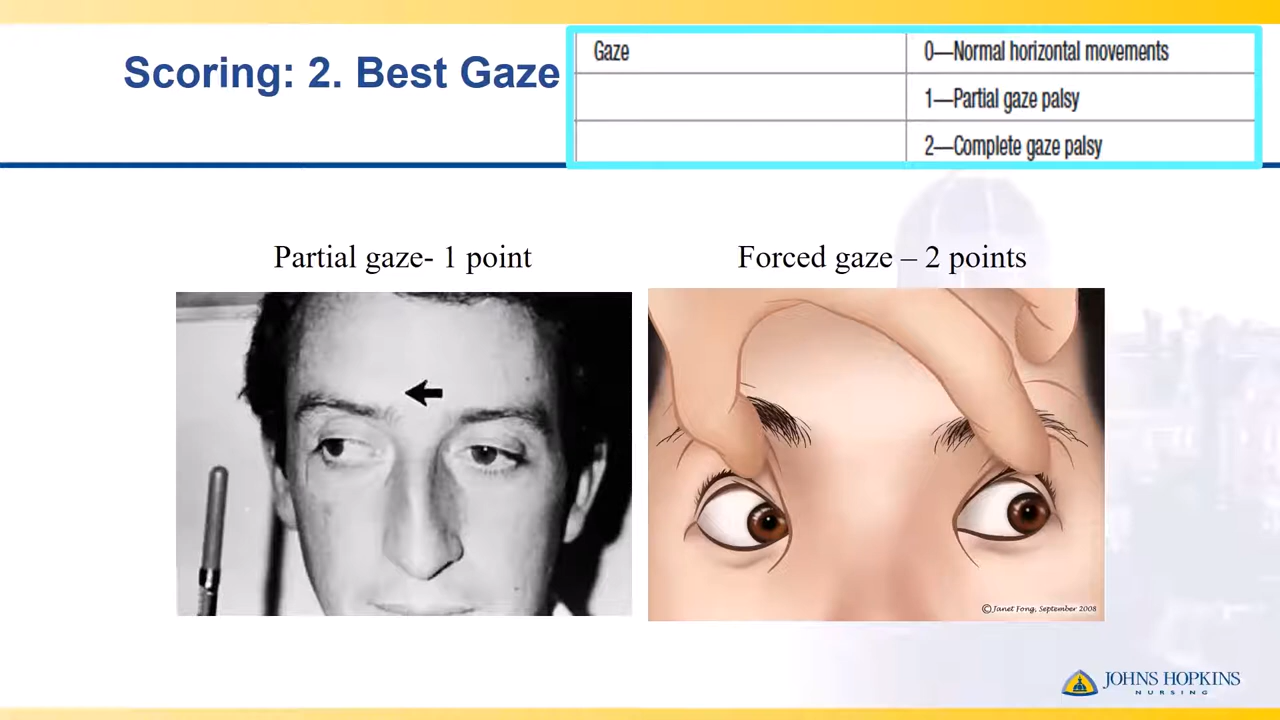 Scoring: 2. Best Gaze
Gaze
0—Normal horizontal movements
1—Partial gaze palsy
2—Complete gaze palsy
Partial gaze- 1 point
Forced gaze – 2 points
©Janet Fong, September 2008
JOHNS HOPKINS
NURSING